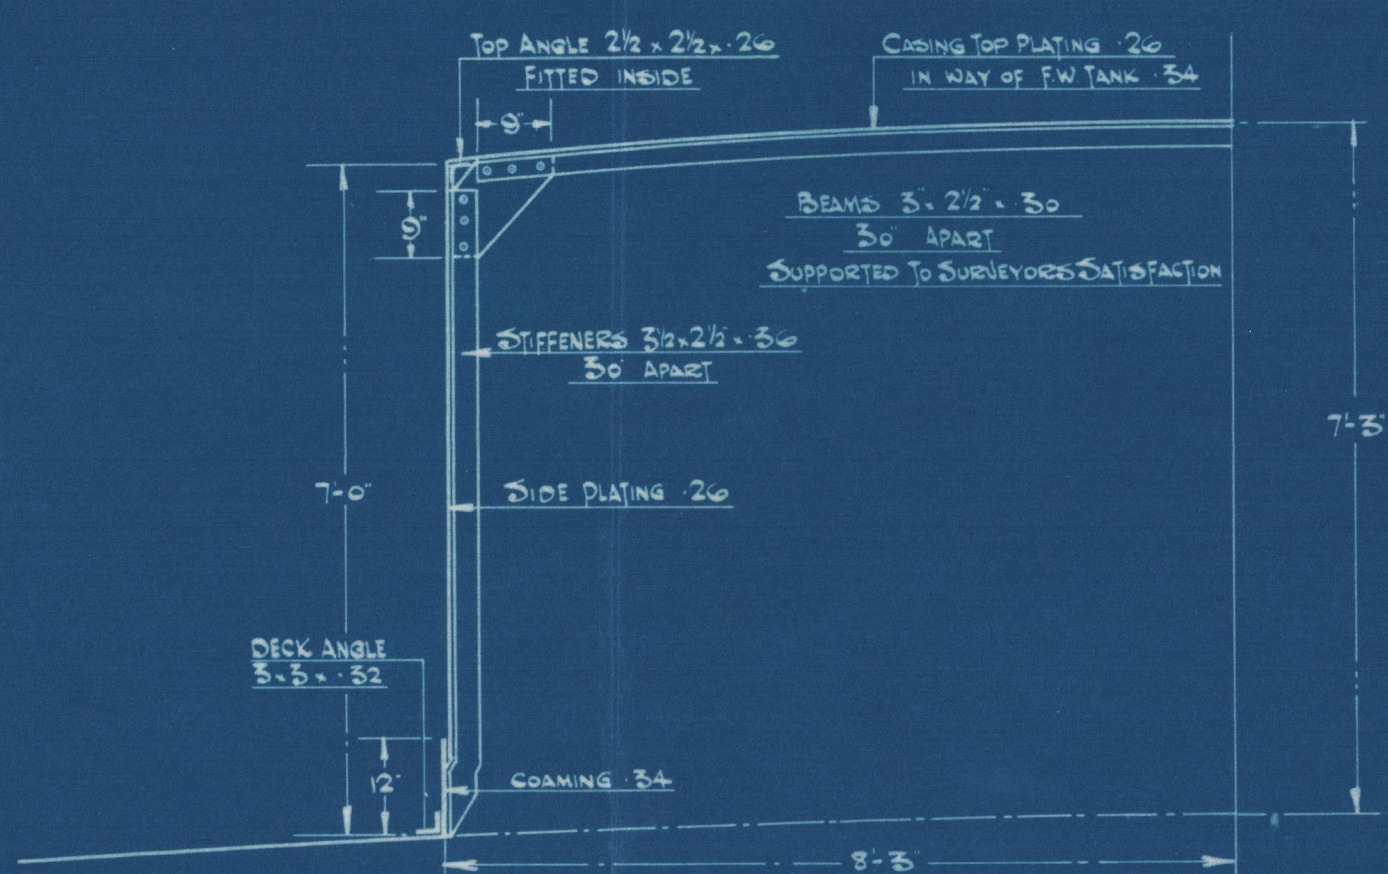 TOP ANGLE 2½ × 2½ × .26
FITTED INSIDE
CASING TOP PLATING .26
IN WAY OF F.W TANK .34
9"
9"
BEAMS 3" × 2½" × .30
30" APART
SUPPORTED TO SURVEYORS SATISFACTION
STIFFENERS 3½ × 2½" × .36
30" APART
7'-3"
7'-0"
SIDE PLATING .26
DECK ANGLE
3 × 3 × .32
12"
COAMING .34
8'-3"